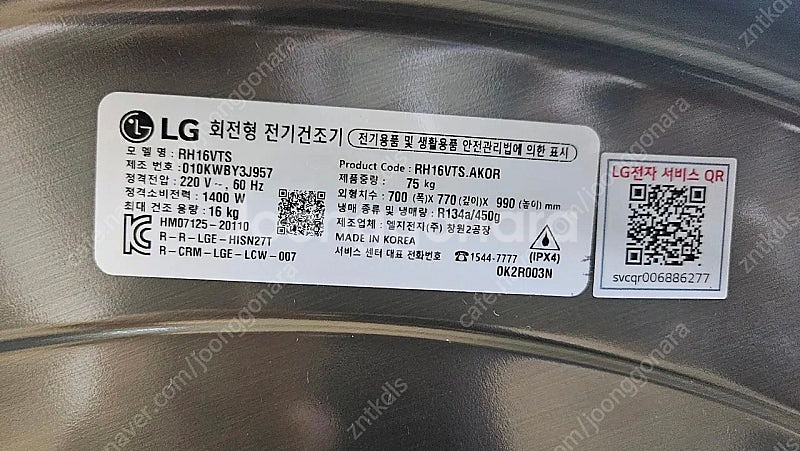 LG 회전형 전기건조기 (전기용품 및 생활용품 안전관리법에 의한 표시)
모 델 명 : RH16VTS
제조 번호 : 010KWBY3J957
정격전압 : 220 V ~ , 60 Hz
정격소비전력 : 1400 W
최대 건조 용량 : 16 kg
HM07125-20110
R-R-LGE-HISN27T
R-CRM-LGE-LCW-007
Product Code : RH16VTS.AKOR
제품중량 : 75 kg
외형치수 : 700 (폭)X 770 (깊이)X 990 (높이) mm
냉매 종류 및 냉매량 : R134a/450g
제조업체 : 엘지전자(주) 창원2공장
MADE IN KOREA
서비스 센터 대표 전화번호 ☎1544-7777 (IPX4)
0K2R003N
LG전자 서비스 QR
svcqr006886277
joonggonara
cafe.naver.com/joonggonara
zntkdls